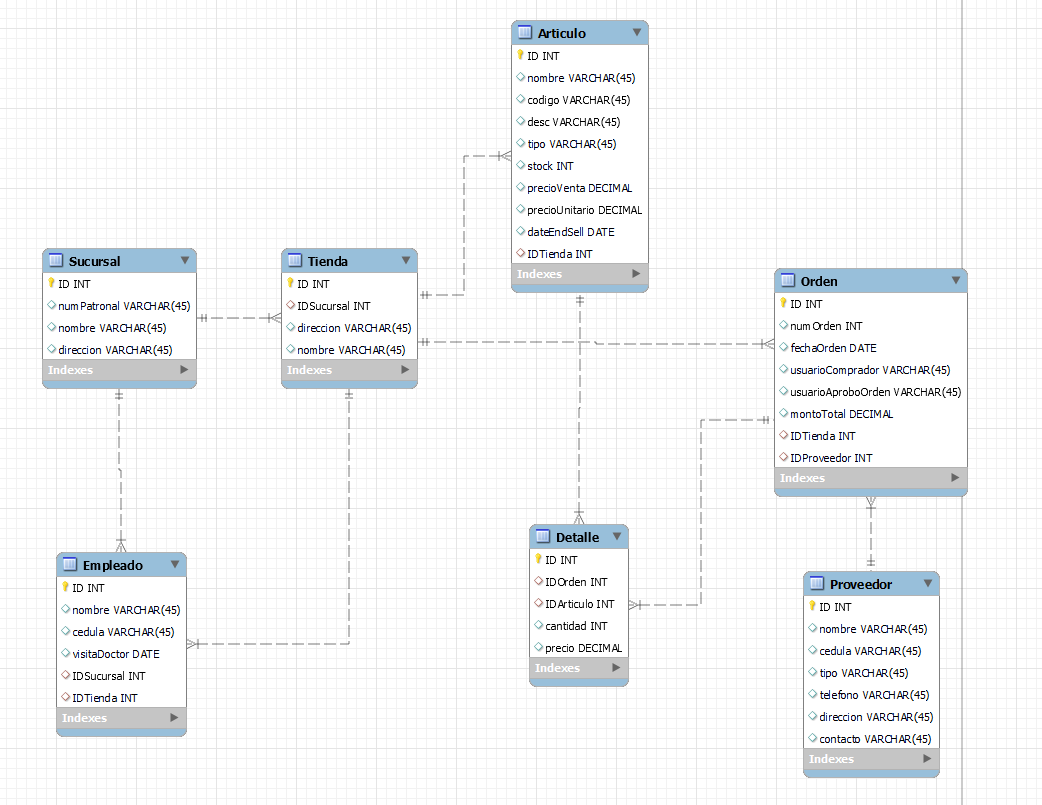 Articulo
ID INT
nombre VARCHAR(45)
codigo VARCHAR(45)
desc VARCHAR(45)
tipo VARCHAR(45)
stock INT
precioVenta DECIMAL
precioUnitario DECIMAL
dateEndSell DATE
IDTienda INT
Indexes
Sucursal
ID INT
numPatronal VARCHAR(45)
nombre VARCHAR(45)
direccion VARCHAR(45)
Indexes
Tienda
ID INT
IDSucursal INT
direccion VARCHAR(45)
nombre VARCHAR(45)
Indexes
Orden
ID INT
numOrden INT
fechaOrden DATE
usuarioComprador VARCHAR(45)
usuarioAproboOrden VARCHAR(45)
montoTotal DECIMAL
IDTienda INT
IDProveedor INT
Indexes
Empleado
ID INT
nombre VARCHAR(45)
cedula VARCHAR(45)
visitaDoctor DATE
IDSucursal INT
IDTienda INT
Indexes
Detalle
ID INT
IDOrden INT
IDArticulo INT
cantidad INT
precio DECIMAL
Indexes
Proveedor
ID INT
nombre VARCHAR(45)
cedula VARCHAR(45)
tipo VARCHAR(45)
telefono VARCHAR(45)
direccion VARCHAR(45)
contacto VARCHAR(45)
Indexes